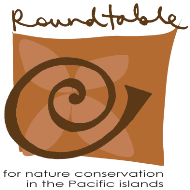 Roundtable
for nature conservation
in the Pacific islands